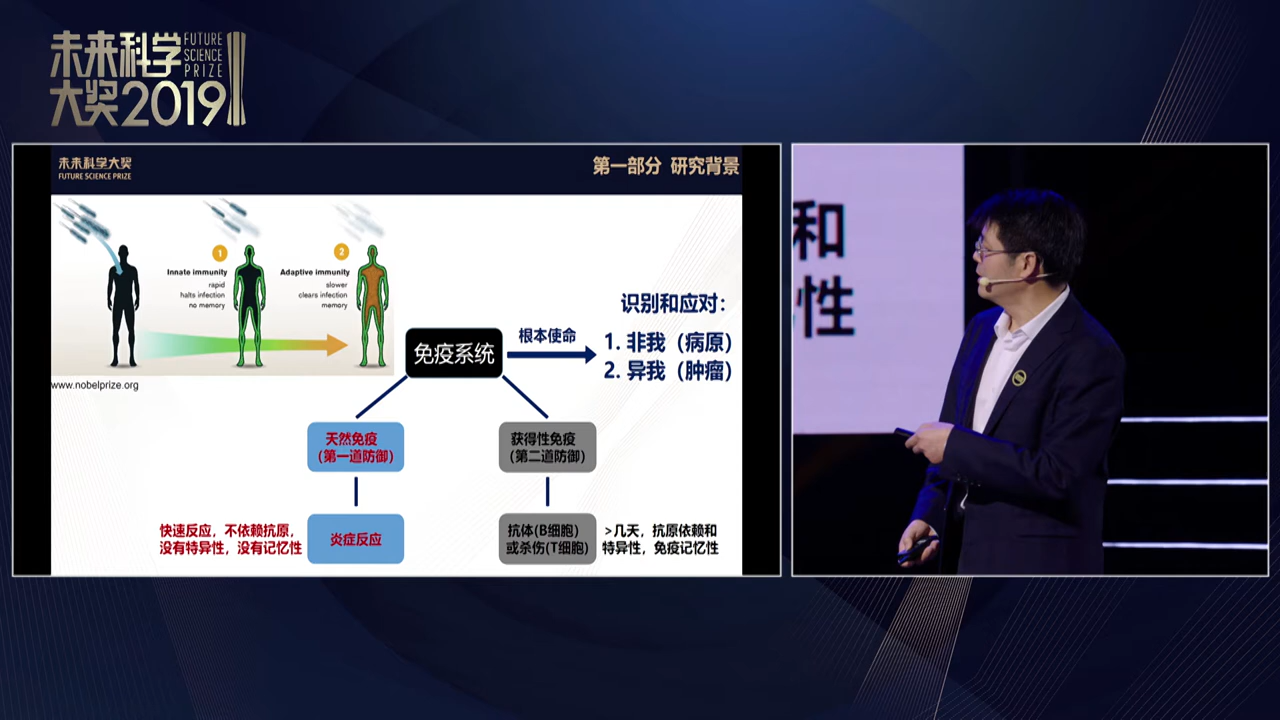 未来科学
大奖2019
FUTURE
SCIENCE
PRIZE
未来科学大奖
FUTURE SCIENCE PRIZE
第一部分 研究背景
1
Innate immunity
rapid
halts infection
no memory
2
Adaptive immunity
slower
clears infection
memory
www.nobelprize.org
免疫系统
根本使命
识别和应对：
1. 非我（病原）
2. 异我（肿瘤）
天然免疫
（第一道防御）
获得性免疫
（第二道防御）
快速反应，不依赖抗原，
没有特异性，没有记忆性
炎症反应
抗体(B细胞)
或杀伤(T细胞)
>几天，抗原依赖和
特异性，免疫记忆性
和
性